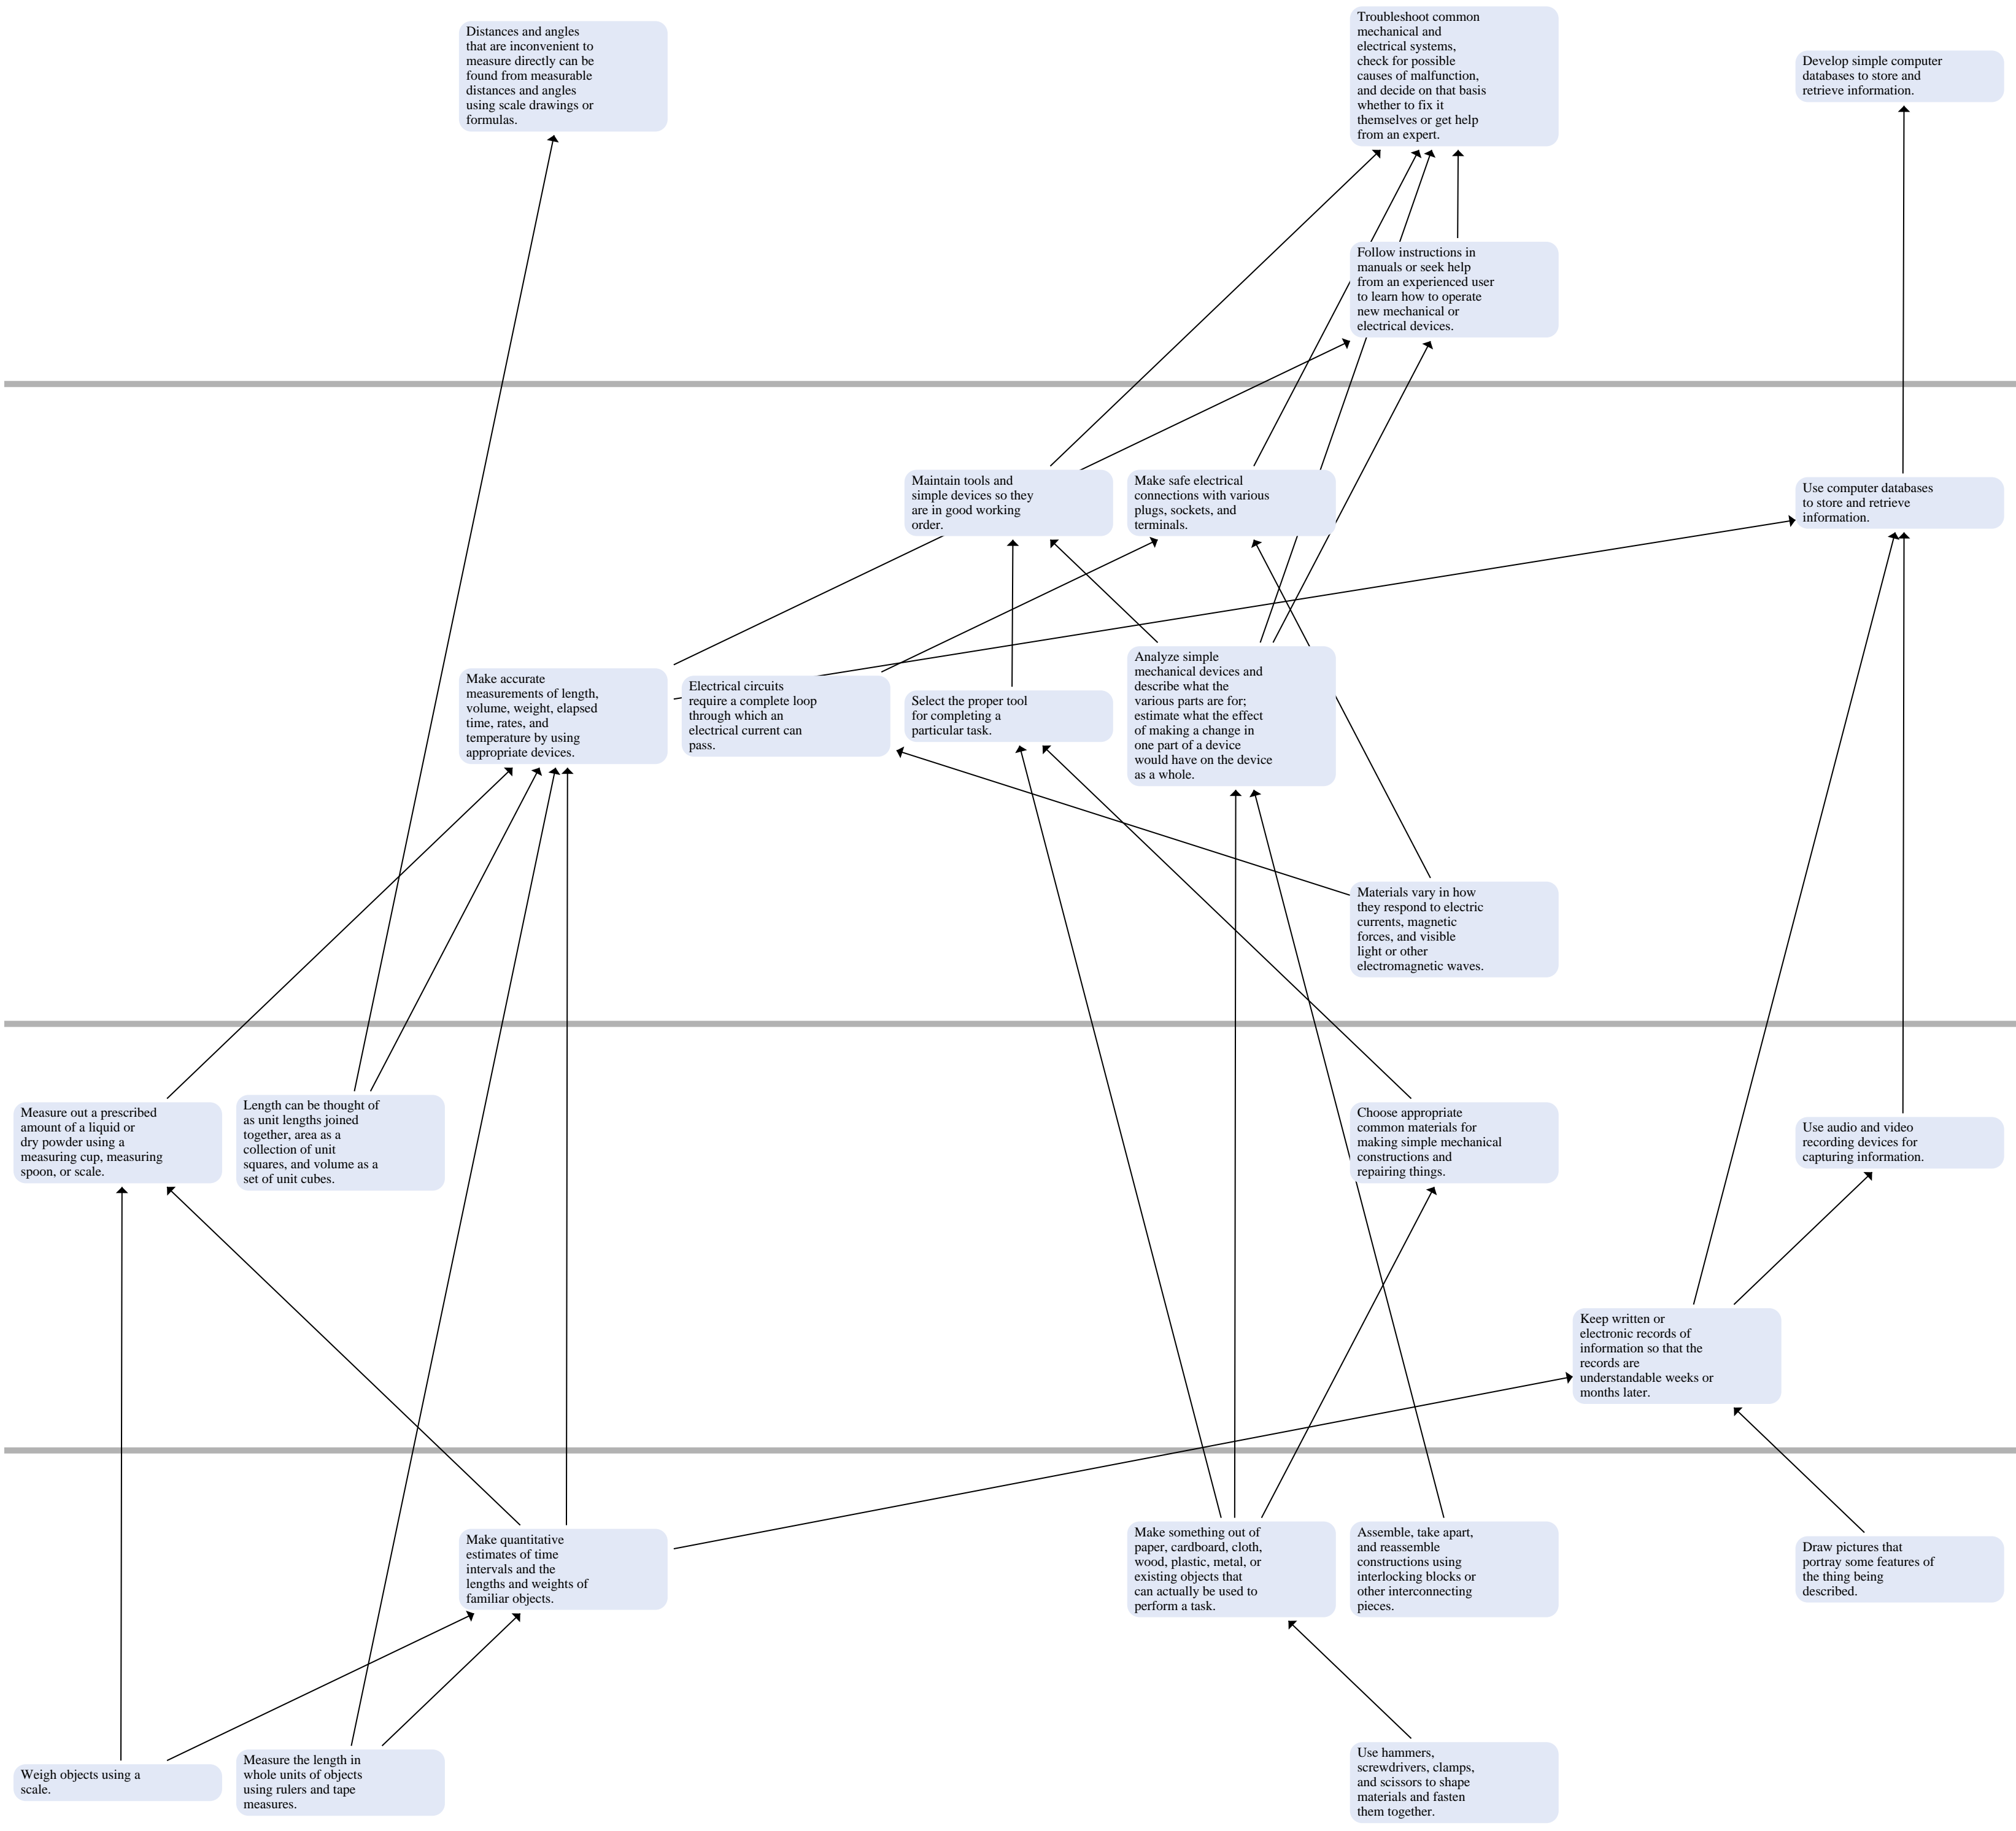 Distances and angles
that are inconvenient to
measure directly can be
found from measurable
distances and angles
using scale drawings or
formulas.
Troubleshoot common
mechanical and
electrical systems,
check for possible
causes of malfunction,
and decide on that basis
whether to fix it
themselves or get help
from an expert.
Develop simple computer
databases to store and
retrieve information.
Follow instructions in
manuals or seek help
from an experienced user
to learn how to operate
new mechanical or
electrical devices.
Maintain tools and
simple devices so they
are in good working
order.
Make safe electrical
connections with various
plugs, sockets, and
terminals.
Use computer databases
to store and retrieve
information.
Make accurate
measurements of length,
volume, weight, elapsed
time, rates, and
temperature by using
appropriate devices.
Electrical circuits
require a complete loop
through which an
electrical current can
pass.
Select the proper tool
for completing a
particular task.
Analyze simple
mechanical devices and
describe what the
various parts are for;
estimate what the effect
of making a change in
one part of a device
would have on the device
as a whole.
Materials vary in how
they respond to electric
currents, magnetic
forces, and visible
light or other
electromagnetic waves.
Measure out a prescribed
amount of a liquid or
dry powder using a
measuring cup, measuring
spoon, or scale.
Length can be thought of
as unit lengths joined
together, area as a
collection of unit
squares, and volume as a
set of unit cubes.
Choose appropriate
common materials for
making simple mechanical
constructions and
repairing things.
Use audio and video
recording devices for
capturing information.
Keep written or
electronic records of
information so that the
records are
understandable weeks or
months later.
Make quantitative
estimates of time
intervals and the
lengths and weights of
familiar objects.
Make something out of
paper, cardboard, cloth,
wood, plastic, metal, or
existing objects that
can actually be used to
perform a task.
Assemble, take apart,
and reassemble
constructions using
interlocking blocks or
other interconnecting
pieces.
Draw pictures that
portray some features of
the thing being
described.
Weigh objects using a
scale.
Measure the length in
whole units of objects
using rulers and tape
measures.
Use hammers,
screwdrivers, clamps,
and scissors to shape
materials and fasten
them together.